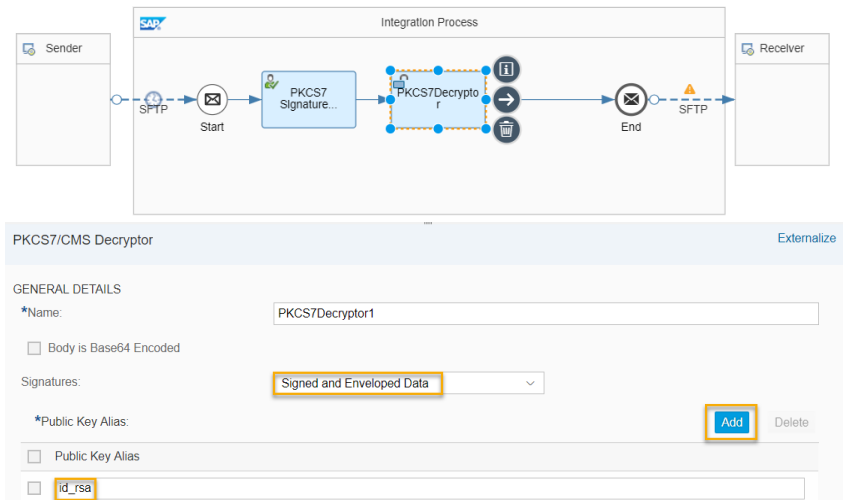 SAP
Integration Process
Sender
Receiver
PKCS7
SIgnature...
PKCS7Decrypto
r
SFTP
Start
End
SFTP
PKCS7/CMS Decryptor
Externalize
GENERAL DETAILS
*Name:
PKCS7Decryptor1
Body is Base64 Encoded
Signatures:
Signed and Enveloped Data
*Public Key Alias:
Add
Delete
Public Key Alias
id_rsa